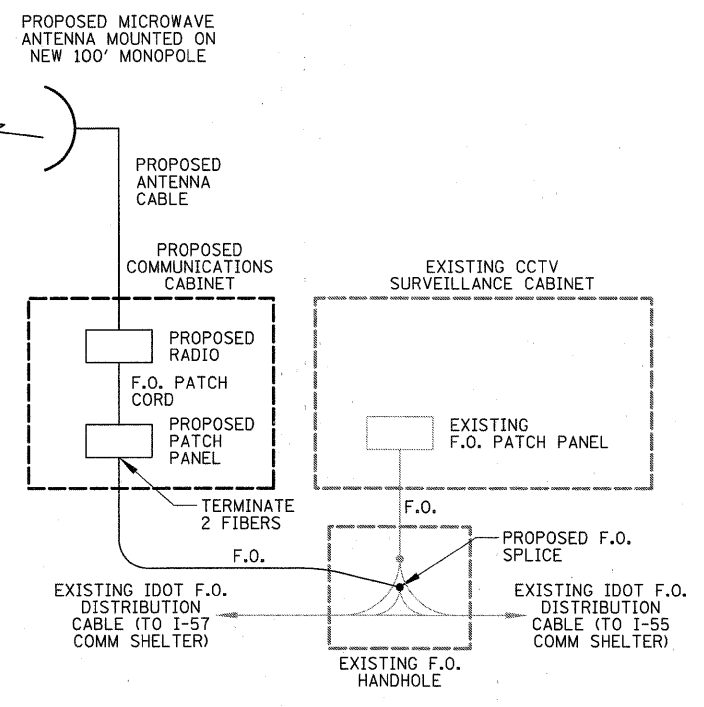 PROPOSED MICROWAVE
ANTENNA MOUNTED ON
NEW 100' MONOPOLE
PROPOSED
ANTENNA
CABLE
PROPOSED
COMMUNICATIONS
CABINET
EXISTING CCTV
SURVEILLANCE CABINET
PROPOSED
RADIO
F.O. PATCH
CORD
PROPOSED
PATCH
PANEL
EXISTING
F.O. PATCH PANEL
TERMINATE
2 FIBERS
F.O.
PROPOSED F.O.
SPLICE
F.O.
EXISTING IDOT F.O.
DISTRIBUTION
CABLE (TO I-57
COMM SHELTER)
EXISTING IDOT F.O.
DISTRIBUTION
CABLE (TO I-55
COMM SHELTER)
EXISTING F.O.
HANDHOLE